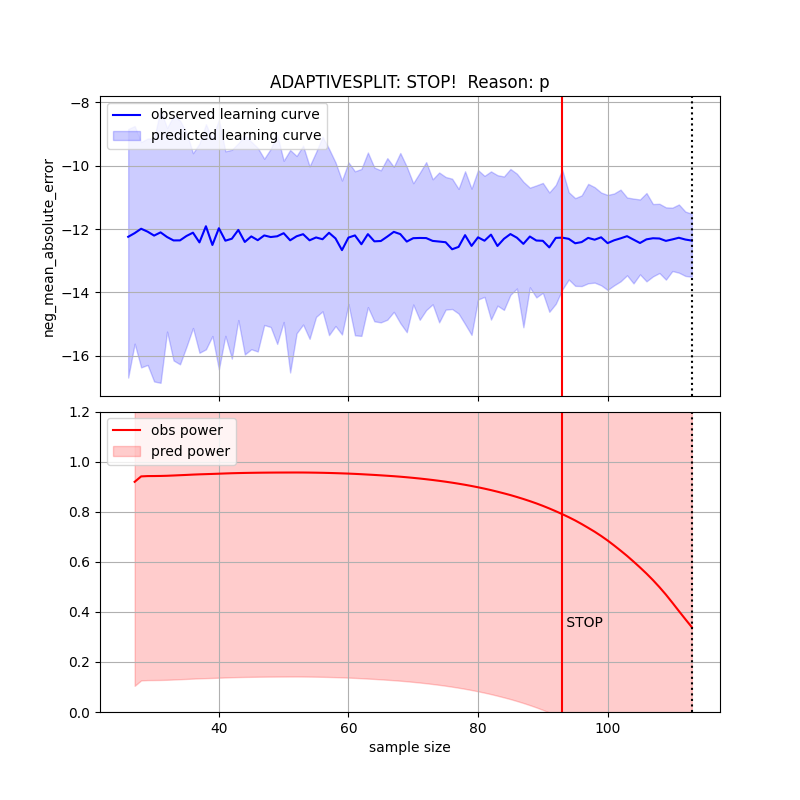 ADAPTIVESPLIT: STOP!  Reason: p
neg_mean_absolute_error
−8
−10
−12
−14
−16
observed learning curve
predicted learning curve
1.2
1.0
0.8
0.6
0.4
0.2
0.0
obs power
pred power
STOP
40 60 80 100
sample size